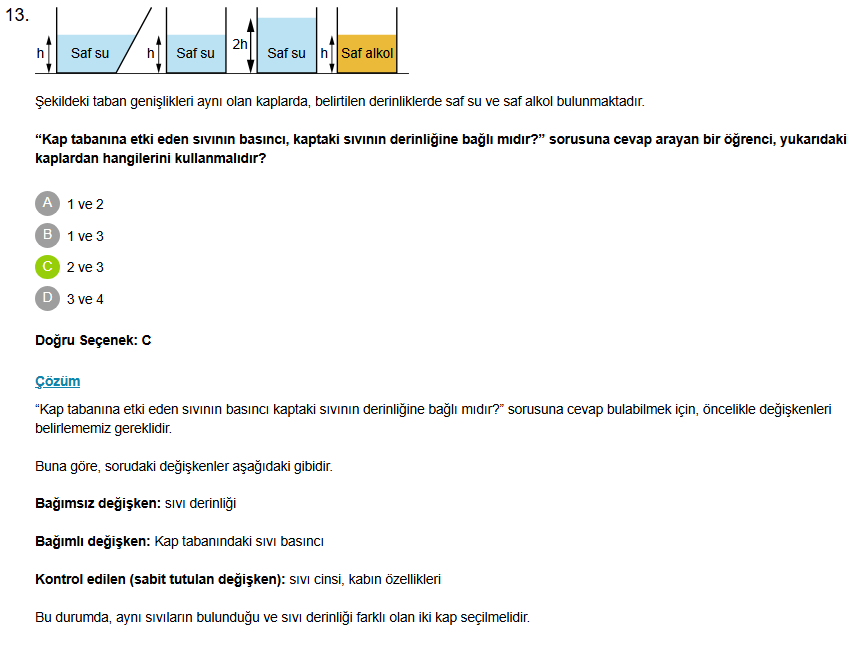 13.
h Saf su h Saf su 2h Saf su h Saf alkol
Şekildeki taban genişlikleri aynı olan kaplarda, belirtilen derinliklerde saf su ve saf alkol bulunmaktadır.
“Kap tabanına etki eden sıvının basıncı, kaptaki sıvının derinliğine bağlı mıdır?” sorusuna cevap arayan bir öğrenci, yukarıdaki
kaplardan hangilerini kullanmalıdır?
A 1 ve 2
B 1 ve 3
C 2 ve 3
D 3 ve 4
Doğru Seçenek: C
Çözüm
“Kap tabanına etki eden sıvının basıncı kaptaki sıvının derinliğine bağlı mıdır?” sorusuna cevap bulabilmek için, öncelikle değişkenleri
belirlememiz gereklidir.
Buna göre, sorudaki değişkenler aşağıdaki gibidir.
Bağımsız değişken: sıvı derinliği
Bağımlı değişken: Kap tabanındaki sıvı basıncı
Kontrol edilen (sabit tutulan değişken): sıvı cinsi, kabın özellikleri
Bu durumda, aynı sıvıların bulunduğu ve sıvı derinliği farklı olan iki kap seçilmelidir.